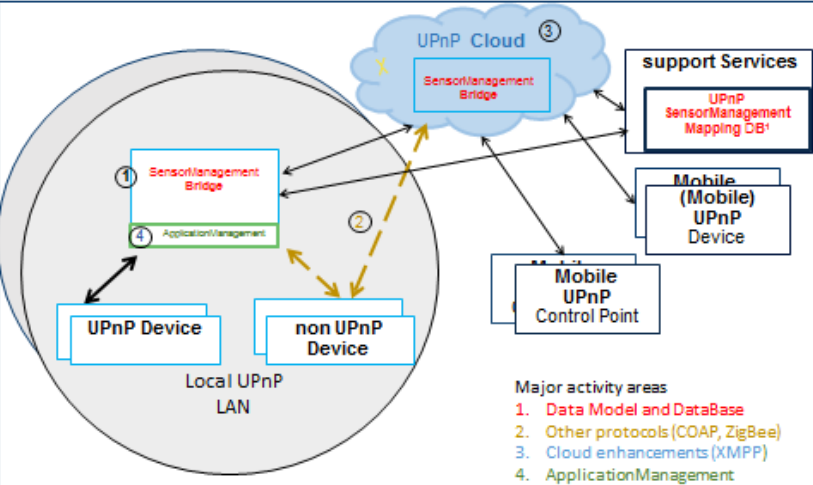 UPnP Cloud
3
SensorManagement
Bridge
support Services
UPnP
SensorManagement
Mapping DB¹
1
SensorManagement
Bridge
4
ApplicationManagement
2
Mobile
(Mobile)
UPnP
Device
Mobile
UPnP
Control Point
UPnP Device
non UPnP
Device
Local UPnP
LAN
Major activity areas
1. Data Model and DataBase
2. Other protocols (COAP, ZigBee)
3. Cloud enhancements (XMPP)
4. ApplicationManagement